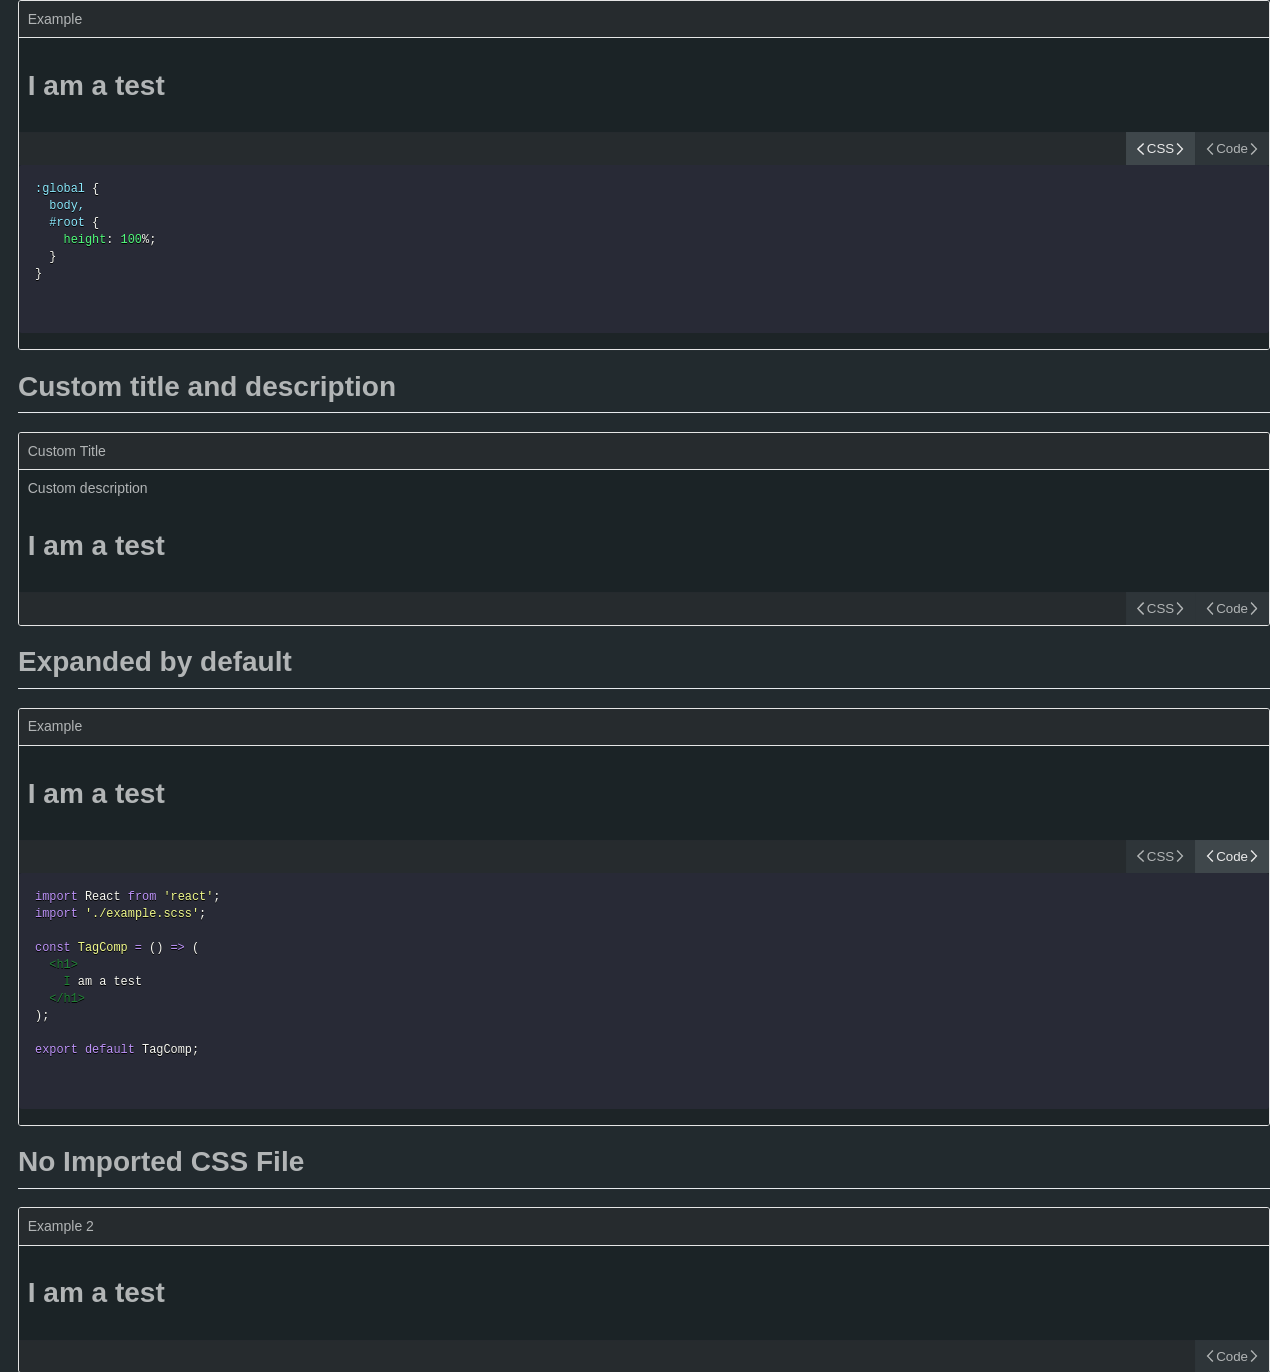 Example
I am a test
CSS Code
:global {
  body,
  #root {
    height: 100%;
  }
}
Custom title and description
Custom Title
Custom description
I am a test
CSS Code
Expanded by default
Example
I am a test
CSS Code
import React from 'react';
import './example.scss';
const TagComp = () => (
  <h1>
    I am a test
  </h1>
);
export default TagComp;
No Imported CSS File
Example 2
I am a test
Code